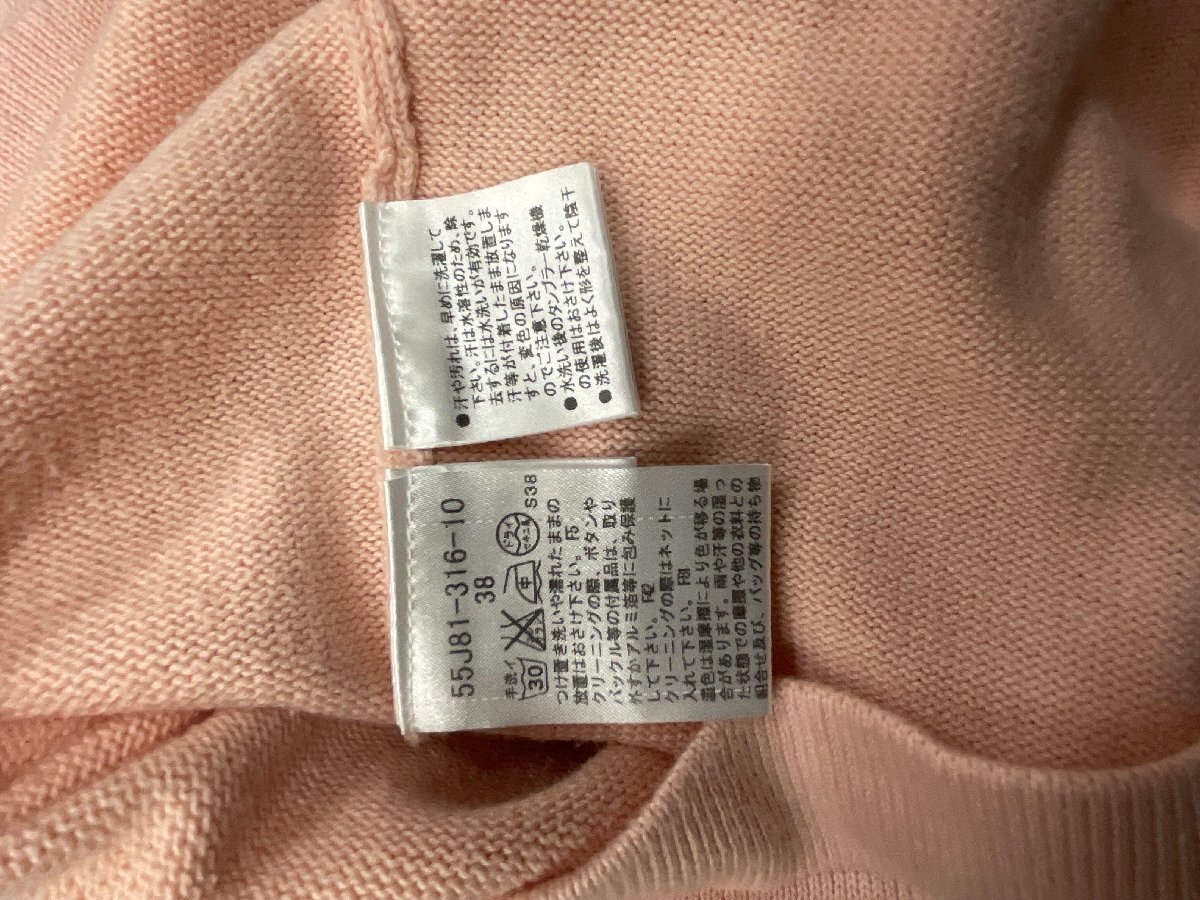 ●汗や汚れは、早めに洗濯して
下さい。汗は水溶性のため、除
去するには水洗いが有効です。
汗等が付着したまま放置しま
すと、変色の原因になります
のでご注意下さい。
●水洗い後のタンブラー乾燥機
の使用はおさけ下さい。
●洗濯後はよく形を整えて陰干
55J81-316-10
38
手洗イ
30
中
ドライ
S38
つけ置き洗いや濡れたままの
放置はおさけ下さい。 F5
クリーニングの際、ボタンや
バックル等の付属品は、取り
外すかアルミ箔等に包み保護
して下さい。 F42
クリーニングの際はネットに
入れて下さい。
濃色は湿摩擦により色が移る場
合があります。雨や汗等の湿っ
た状態での摩擦や他の衣料との
組合せ及び、バッグ等の持ち物